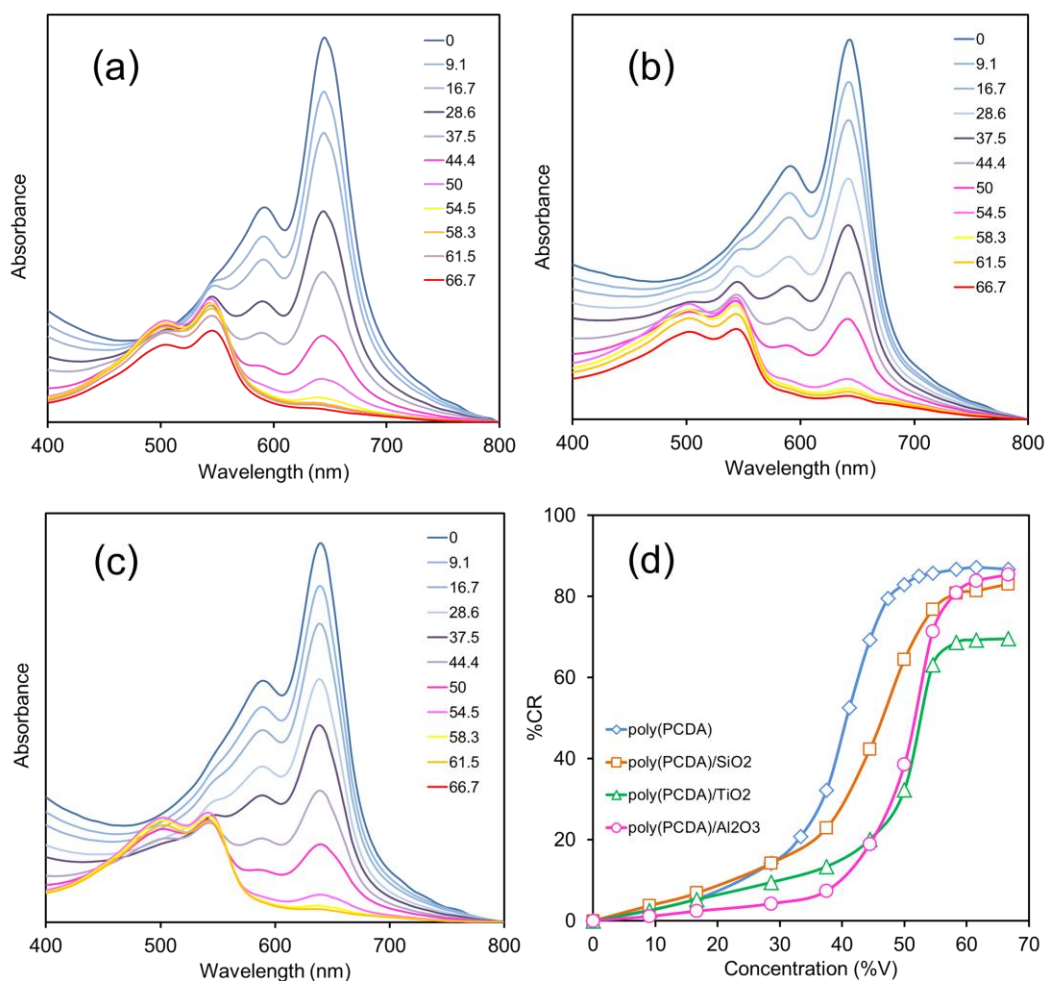 (a)
0
9.1
16.7
28.6
37.5
44.4
50
54.5
58.3
61.5
66.7
Absorbance
400 500 600 700 800
Wavelength (nm)
(b)
0
9.1
16.7
28.6
37.5
44.4
50
54.5
58.3
61.5
66.7
Absorbance
400 500 600 700 800
Wavelength (nm)
(c)
0
9.1
16.7
28.6
37.5
44.4
50
54.5
58.3
61.5
66.7
Absorbance
400 500 600 700 800
Wavelength (nm)
(d)
100
80
60
40
20
0
%CR
poly(PCDA)
poly(PCDA)/SiO2
poly(PCDA)/TiO2
poly(PCDA)/Al2O3
0 10 20 30 40 50 60 70
Concentration (%V)